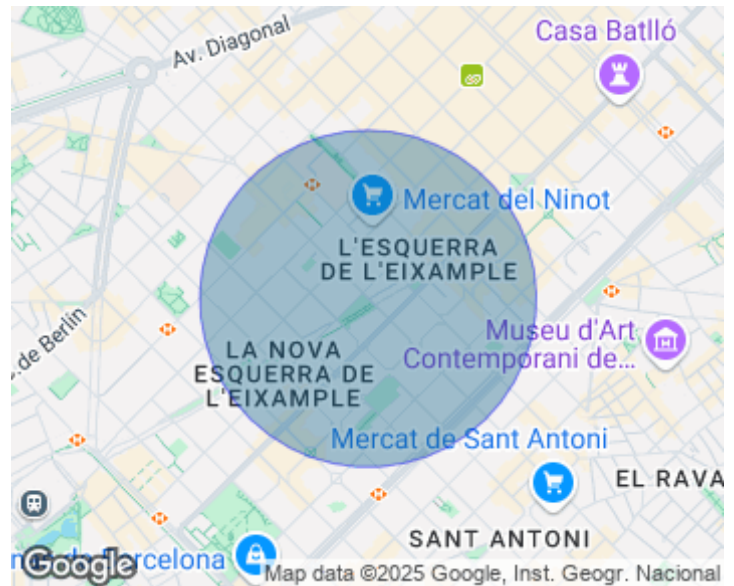 Av. Diagonal
Casa Batlló
Mercat del Ninot
L'ESQUERRA
DE L'EIXAMPLE
Museu d'Art
Contemporani de...
de Berlín
LA NOVA
ESQUERRA DE
L'EIXAMPLE
Mercat de Sant Antoni
EL RAVA
SANT ANTONI
Google
Map data ©2025 Google, Inst. Geogr. Nacional